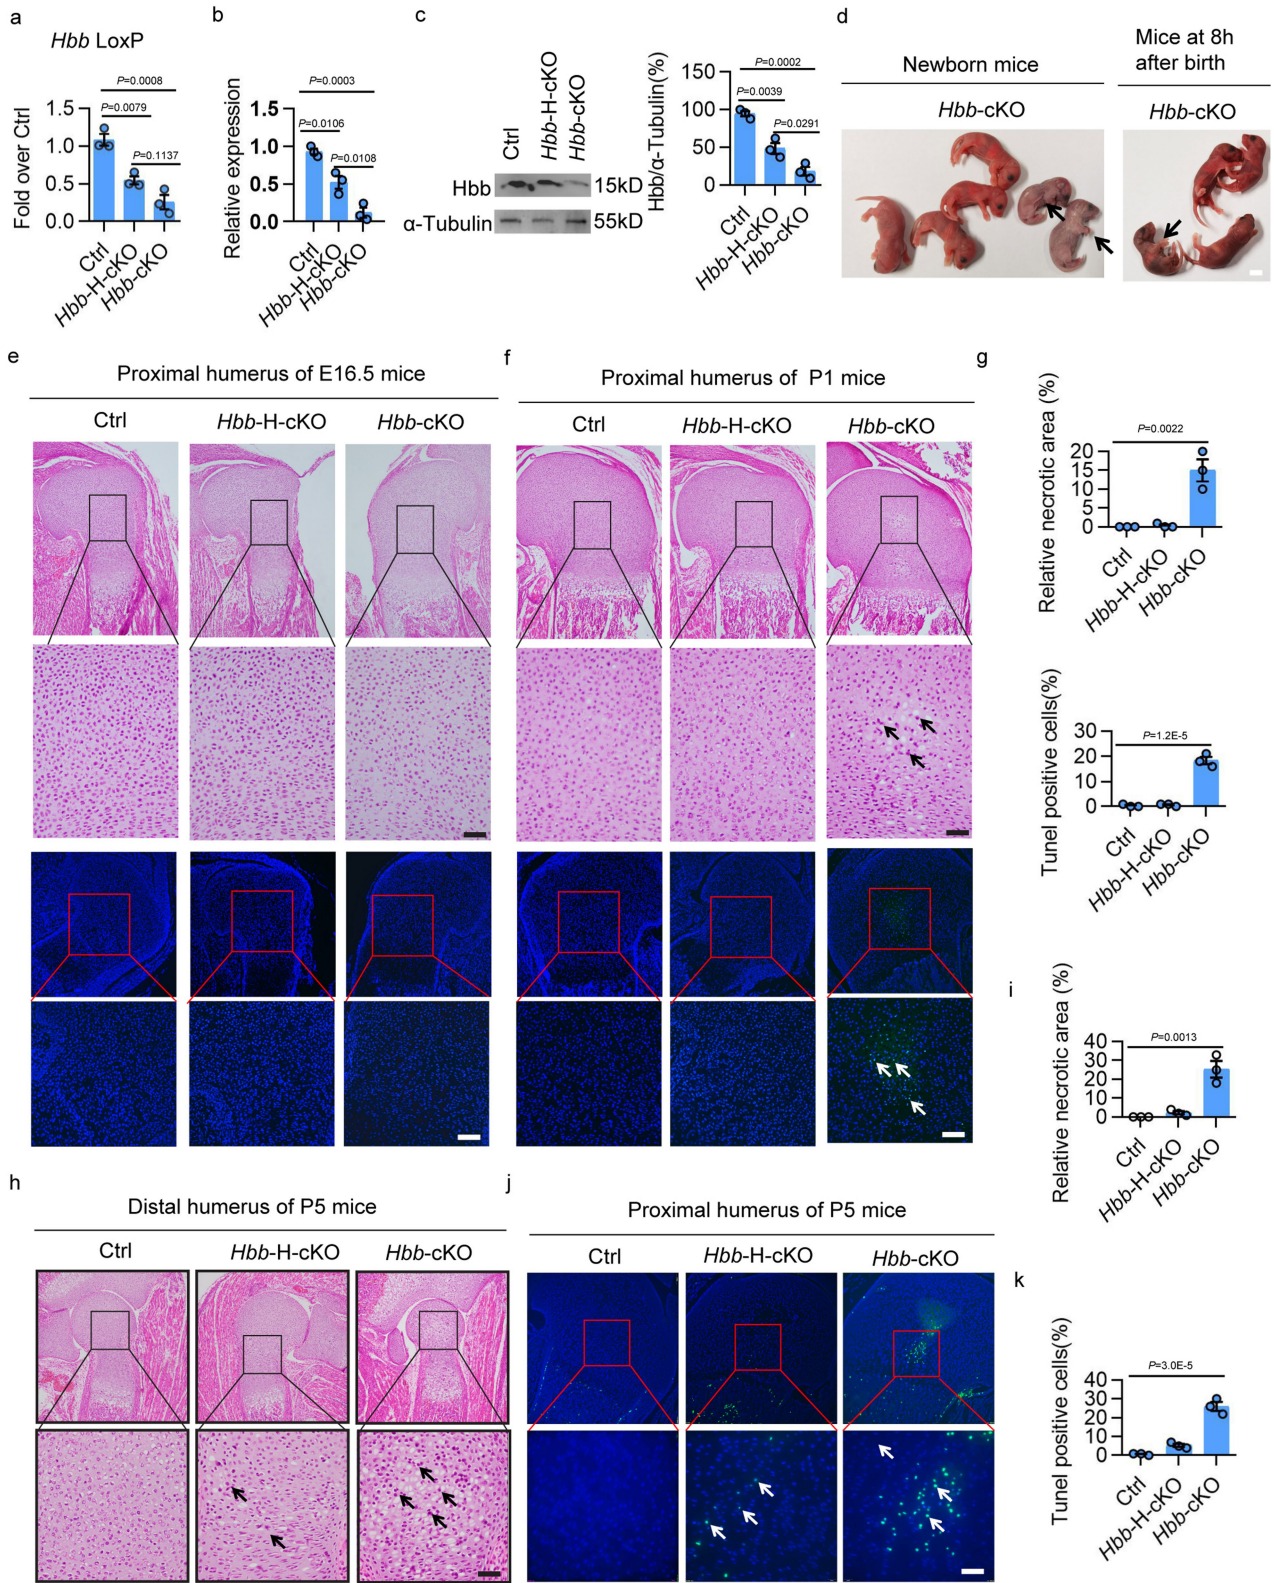 a
Hbb LoxP
Fold over Ctrl
1.5
1.0
0.5
0.0
P=0.0008
P=0.0079
P=0.1137
Ctrl
Hbb-H-cKO
Hbb-cKO
b
Relative expression
1.5
1.0
0.5
0.0
P=0.0003
P=0.0106
P=0.0108
Ctrl
Hbb-H-cKO
Hbb-cKO
c
Ctrl
Hbb-H-cKO
Hbb-cKO
Hbb
15kD
α-Tubulin
55kD
Hbb/α-Tubulin(%)
150
100
50
0
P=0.0002
P=0.0039
P=0.0291
Ctrl
Hbb-H-cKO
Hbb-cKO
d
Newborn mice
Hbb-cKO
Mice at 8h
after birth
Hbb-cKO
e
Proximal humerus of E16.5 mice
Ctrl
Hbb-H-cKO
Hbb-cKO
f
Proximal humerus of P1 mice
Ctrl
Hbb-H-cKO
Hbb-cKO
g
Relative necrotic area (%)
20
15
10
5
0
P=0.0022
Ctrl
Hbb-H-cKO
Hbb-cKO
Tunel positive cells(%)
30
20
10
0
P=1.2E-5
Ctrl
Hbb-H-cKO
Hbb-cKO
h
Distal humerus of P5 mice
Ctrl
Hbb-H-cKO
Hbb-cKO
i
Relative necrotic area (%)
40
30
20
10
0
P=0.0013
Ctrl
Hbb-H-cKO
Hbb-cKO
j
Proximal humerus of P5 mice
Ctrl
Hbb-H-cKO
Hbb-cKO
k
Tunel positive cells(%)
40
30
20
10
0
P=3.0E-5
Ctrl
Hbb-H-cKO
Hbb-cKO